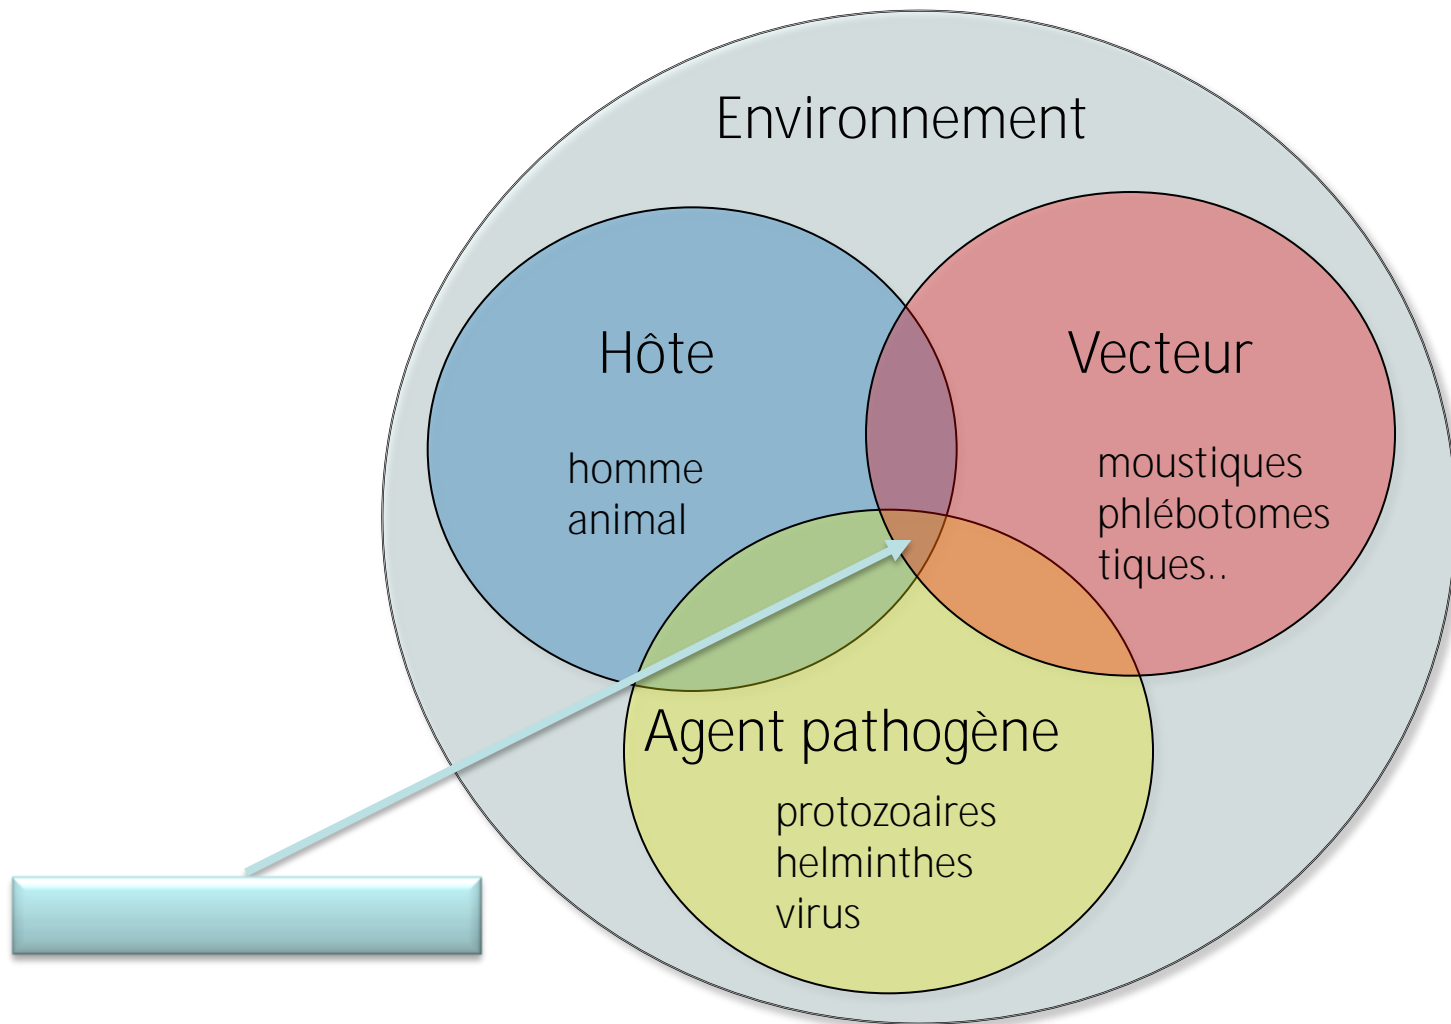 Environnement
Hôte
homme
animal
Vecteur
moustiques
phlébotomes
tiques..
Agent pathogène
protozoaires
helminthes
virus